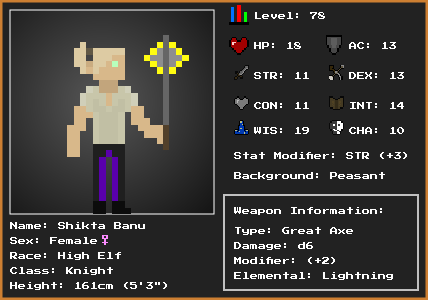 Level: 78
HP: 18 AC: 13
STR: 11 DEX: 13
CON: 11 INT: 14
WIS: 19 CHA: 10
Stat Modifier: STR (+3)
Background: Peasant
Name: Shikta Banu
Sex: Female♀
Race: High Elf
Class: Knight
Height: 161cm (5'3")
Weapon Information:
Type: Great Axe
Damage: d6
Modifier: (+2)
Elemental: Lightning